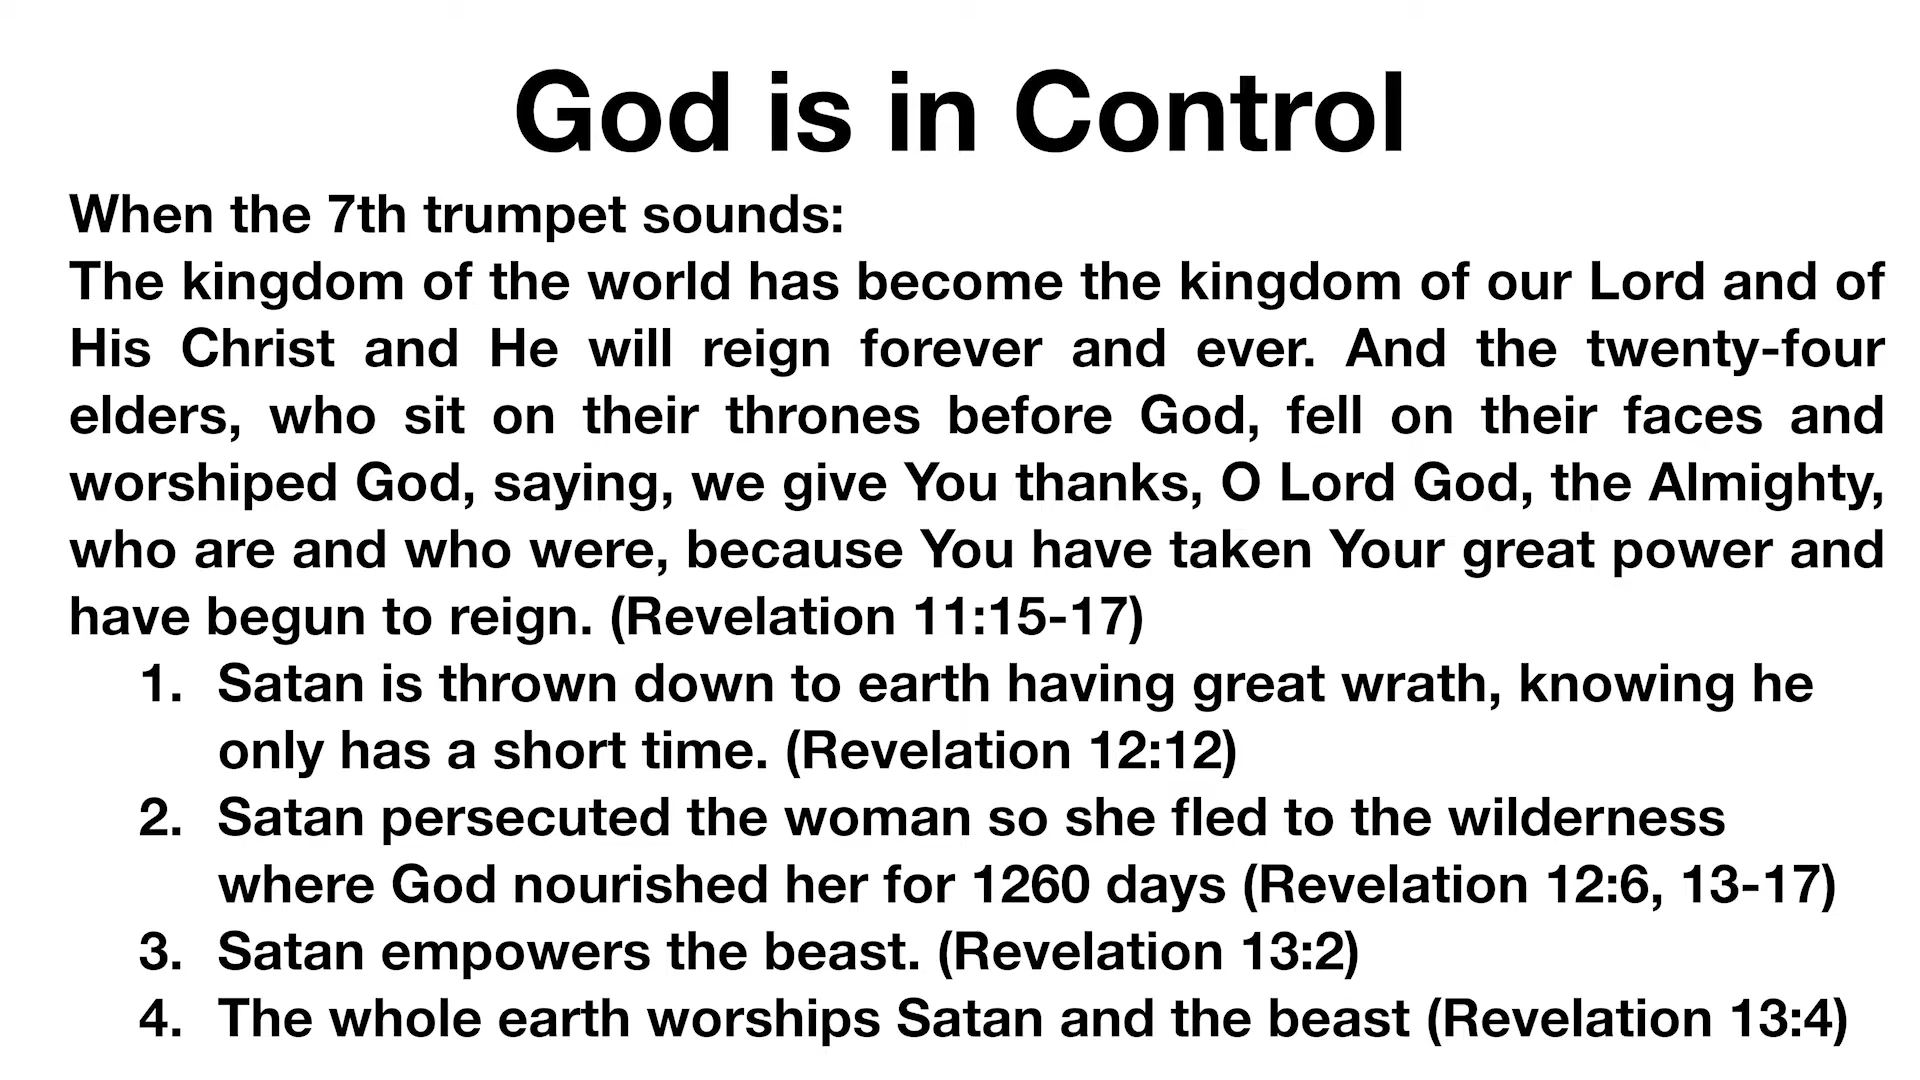 God is in Control
When the 7th trumpet sounds:
The kingdom of the world has become the kingdom of our Lord and of
His Christ and He will reign forever and ever. And the twenty-four
elders, who sit on their thrones before God, fell on their faces and
worshiped God, saying, we give You thanks, O Lord God, the Almighty,
who are and who were, because You have taken Your great power and
have begun to reign. (Revelation 11:15-17)
1. Satan is thrown down to earth having great wrath, knowing he
only has a short time. (Revelation 12:12)
2. Satan persecuted the woman so she fled to the wilderness
where God nourished her for 1260 days (Revelation 12:6, 13-17)
3. Satan empowers the beast. (Revelation 13:2)
4. The whole earth worships Satan and the beast (Revelation 13:4)